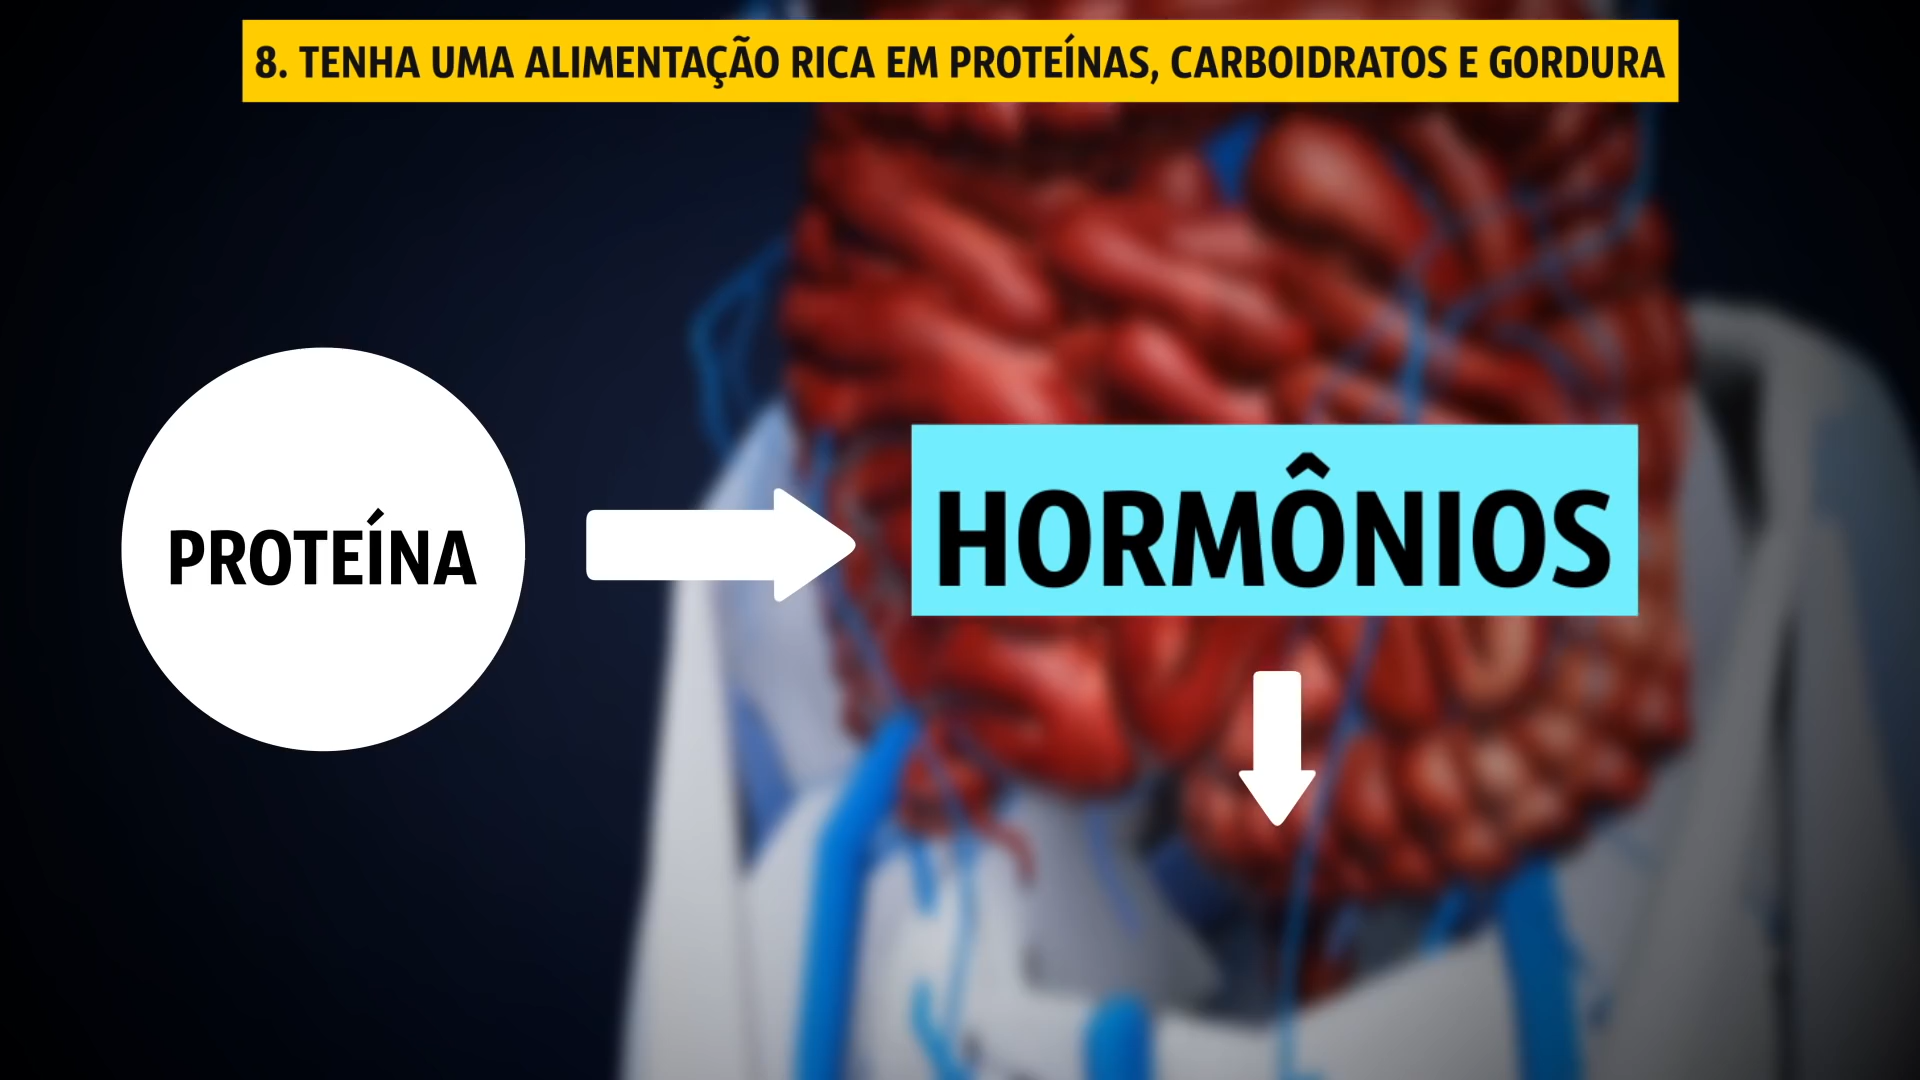 8. TENHA UMA ALIMENTAÇÃO RICA EM PROTEÍNAS, CARBOIDRATOS E GORDURA
PROTEÍNA
HORMÔNIOS